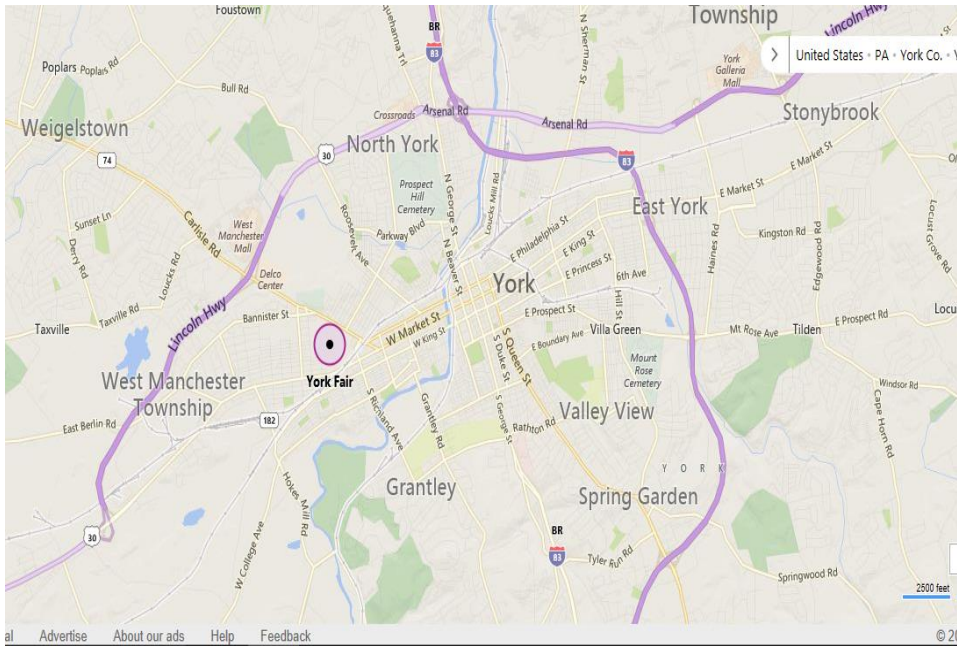 Foustown
Township
Lincoln Hwy
BR
83
N Sherman
Poplars
Poplars Rd
York
Galleria
Mall
United States • PA • York Co. •
Bull Rd
Crossroads
Arsenal Rd
Arsenal Rd
Stonybrook
Weigelstown
North York
30
74
83
E Market St
E Market St
Prospect
Hill
Cemetery
N George St
Loucks Mill Rd
East York
Locust Grove Rd
Sunset Ln
Carlisle Rd
West
Manchester
Mall
Roosevelt Ave
Parkway Blvd
N Beaver St
E Philadelphia St
E King St
E Princess St
Haines Rd
Kingston Rd
Edgewood Rd
Derry Rd
Loucks Rd
Delco
Center
York
6th Ave
Hill St
Taxville
Taxville Rd
Lincoln Hwy
Bannister St
W Market St
W King St
E Prospect St
Villa Green
Mt Rose Ave
Tilden
E Prospect Rd
York Fair
S Duke St
S Queen St
E Boundary Ave
Mount
Rose
Cemetery
West Manchester
Township
182
S Richland Ave
Grantley Rd
S George St
Rathton Rd
Valley View
Windsor Rd
Cape Horn Rd
East Berlin Rd
Grantley
Y O R K
Spring Garden
Hokes Mill Rd
W College Ave
30
BR
83
Tyler Run Rd
Springwood Rd
2500 feet
Advertise About our ads Help Feedback